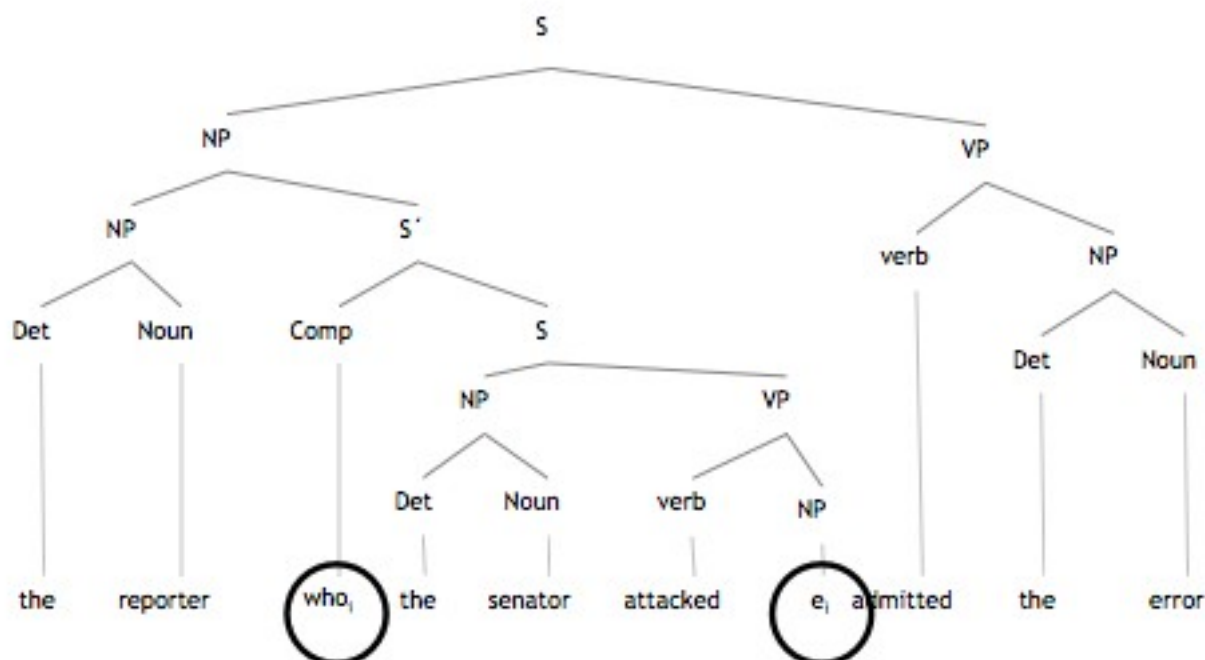 S
NP VP
NP S´ verb NP
Det Noun Comp S Det Noun
NP VP
Det Noun verb NP
the reporter whoᵢ the senator attacked eᵢ admitted the error